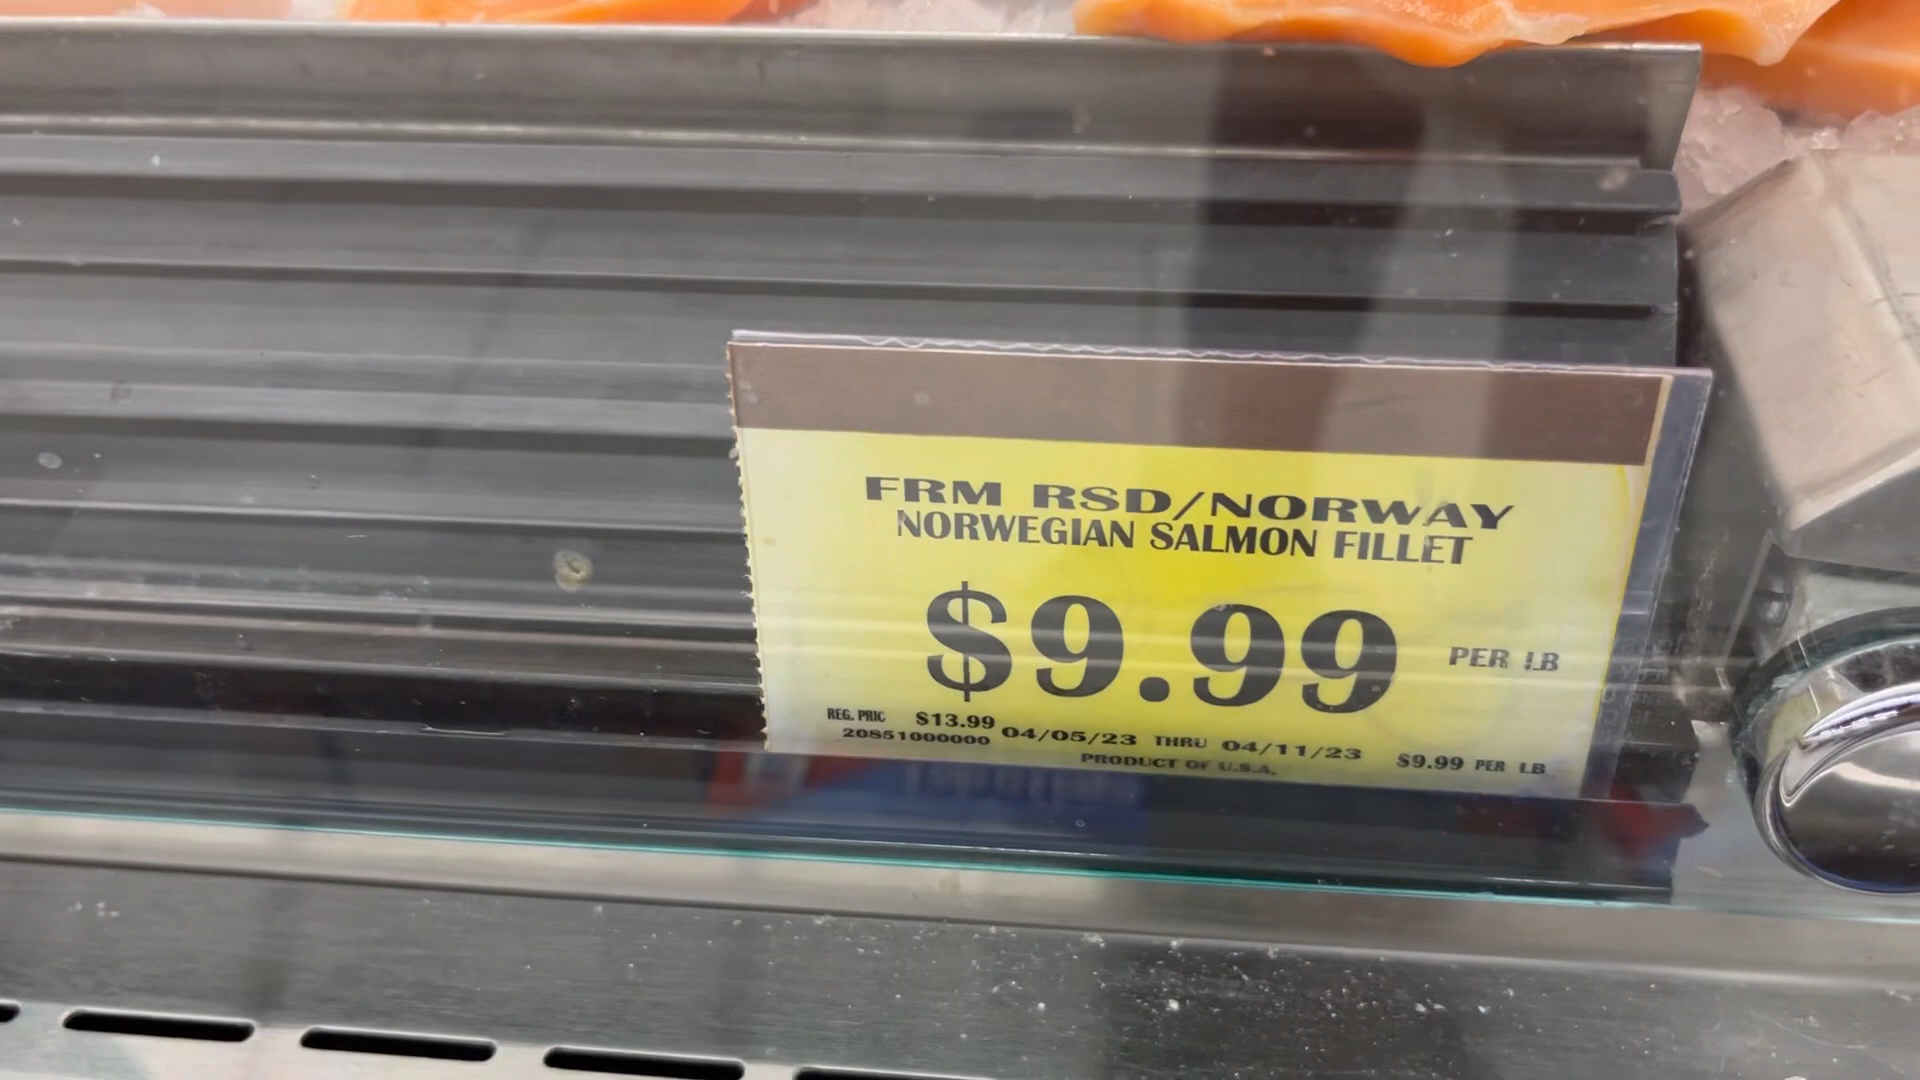 FRM RSD/NORWAY
NORWEGIAN SALMON FILLET
$9.99 PER LB
REG. PRIC $13.99 04/05/23 THRU 04/11/23 $9.99 PER LB
20851000000
PRODUCT OF U.S.A.